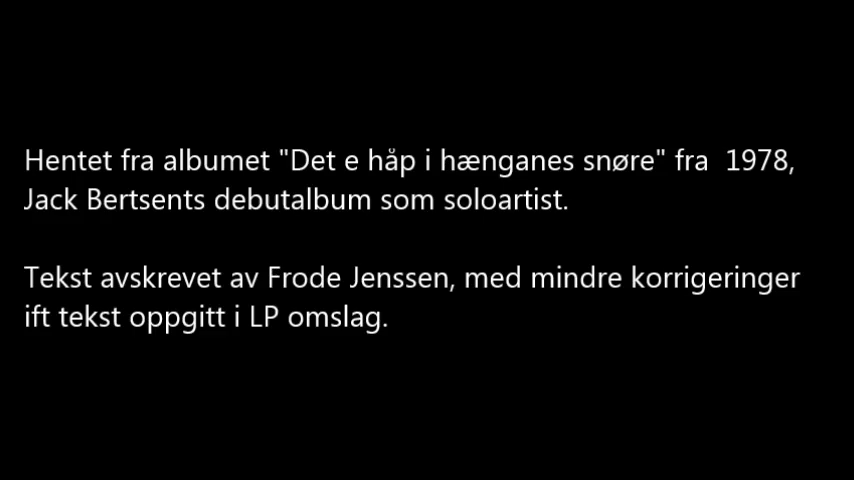 Hentet fra albumet "Det e håp i hænganes snøre" fra  1978,
Jack Bertsents debutalbum som soloartist.
Tekst avskrevet av Frode Jenssen, med mindre korrigeringer
ift tekst oppgitt i LP omslag.